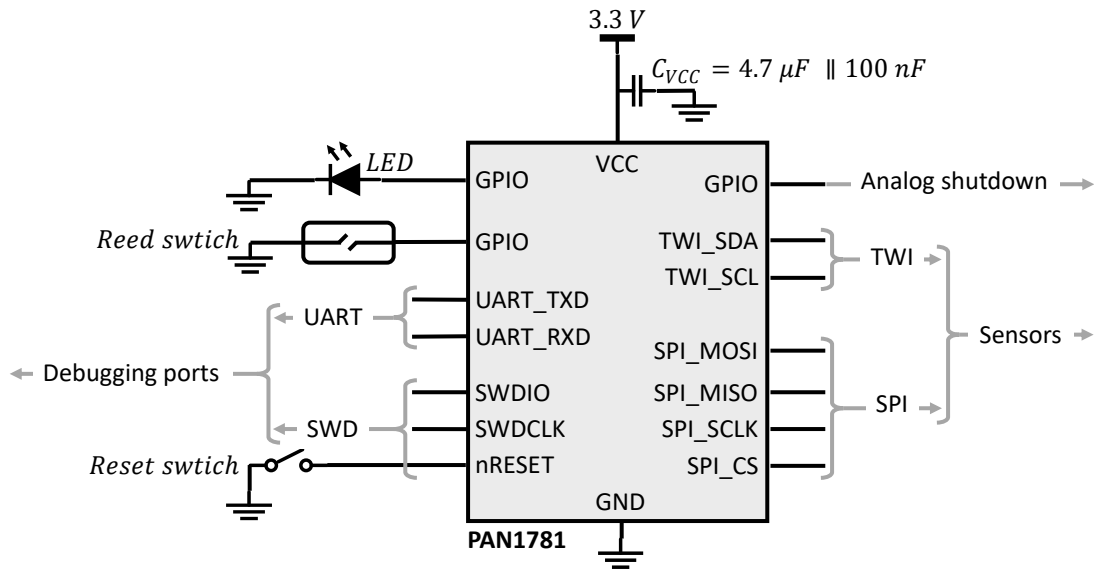 3.3 V
C_VCC = 4.7 μF ∥ 100 nF
VCC
LED
GPIO
GPIO
Analog shutdown
Reed swtich
GPIO
TWI_SDA
TWI_SCL
TWI
UART
UART_TXD
UART_RXD
Sensors
Debugging ports
SPI_MOSI
SPI_MISO
SPI_SCLK
SPI_CS
SPI
SWD
SWDIO
SWDCLK
Reset swtich
nRESET
GND
PAN1781